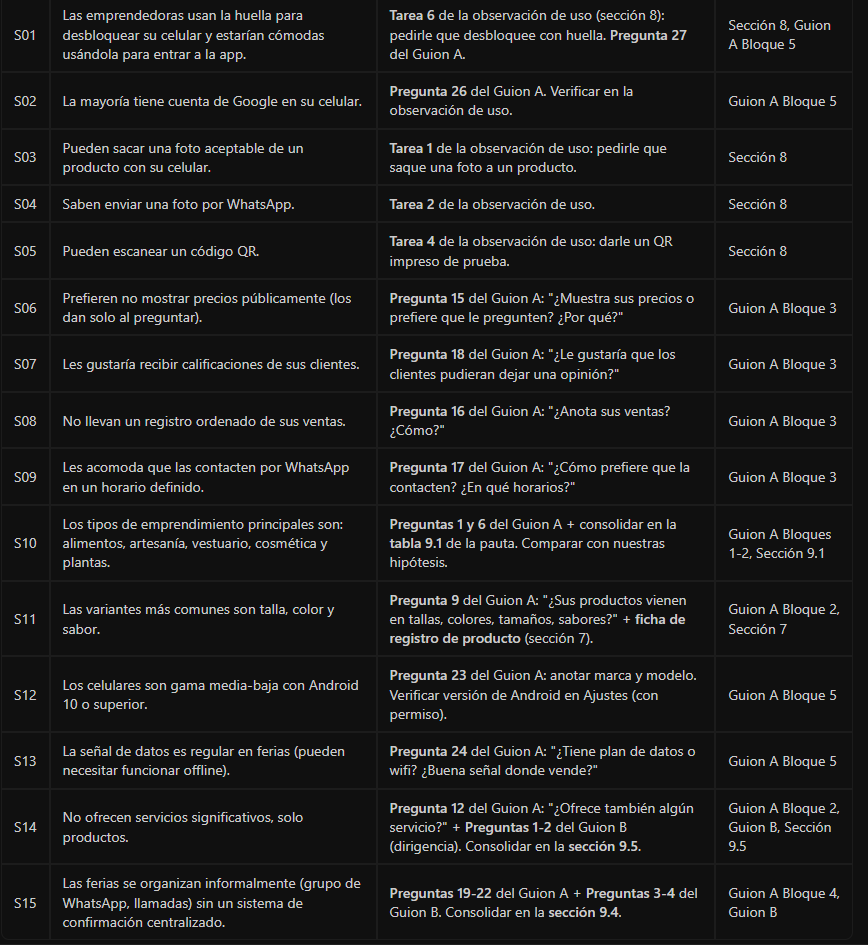 S01
Las emprendedoras usan la huella para
desbloquear su celular y estarían cómodas
usándola para entrar a la app.
Tarea 6 de la observación de uso (sección 8):
pedirle que desbloquee con huella. Pregunta 27
del Guion A.
Sección 8, Guion
A Bloque 5
S02
La mayoría tiene cuenta de Google en su celular.
Pregunta 26 del Guion A. Verificar en la
observación de uso.
Guion A Bloque 5
S03
Pueden sacar una foto aceptable de un
producto con su celular.
Tarea 1 de la observación de uso: pedirle que
saque una foto a un producto.
Sección 8
S04
Saben enviar una foto por WhatsApp.
Tarea 2 de la observación de uso.
Sección 8
S05
Pueden escanear un código QR.
Tarea 4 de la observación de uso: darle un QR
impreso de prueba.
Sección 8
S06
Prefieren no mostrar precios públicamente (los
dan solo al preguntar).
Pregunta 15 del Guion A: "¿Muestra sus precios o
prefiere que le pregunten? ¿Por qué?"
Guion A Bloque 3
S07
Les gustaría recibir calificaciones de sus clientes.
Pregunta 18 del Guion A: "¿Le gustaría que los
clientes pudieran dejar una opinión?"
Guion A Bloque 3
S08
No llevan un registro ordenado de sus ventas.
Pregunta 16 del Guion A: "¿Anota sus ventas?
¿Cómo?"
Guion A Bloque 3
S09
Les acomoda que las contacten por WhatsApp
en un horario definido.
Pregunta 17 del Guion A: "¿Cómo prefiere que la
contacten? ¿En qué horarios?"
Guion A Bloque 3
S10
Los tipos de emprendimiento principales son:
alimentos, artesanía, vestuario, cosmética y
plantas.
Preguntas 1 y 6 del Guion A + consolidar en la
tabla 9.1 de la pauta. Comparar con nuestras
hipótesis.
Guion A Bloques
1-2, Sección 9.1
S11
Las variantes más comunes son talla, color y
sabor.
Pregunta 9 del Guion A: "¿Sus productos vienen
en tallas, colores, tamaños, sabores?" + ficha de
registro de producto (sección 7).
Guion A Bloque 2,
Sección 7
S12
Los celulares son gama media-baja con Android
10 o superior.
Pregunta 23 del Guion A: anotar marca y modelo.
Verificar versión de Android en Ajustes (con
permiso).
Guion A Bloque 5
S13
La señal de datos es regular en ferias (pueden
necesitar funcionar offline).
Pregunta 24 del Guion A: "¿Tiene plan de datos o
wifi? ¿Buena señal donde vende?"
Guion A Bloque 5
S14
No ofrecen servicios significativos, solo
productos.
Pregunta 12 del Guion A: "¿Ofrece también algún
servicio?" + Preguntas 1-2 del Guion B
(dirigencia). Consolidar en la sección 9.5.
Guion A Bloque 2,
Guion B, Sección
9.5
S15
Las ferias se organizan informalmente (grupo de
WhatsApp, llamadas) sin un sistema de
confirmación centralizado.
Preguntas 19-22 del Guion A + Preguntas 3-4 del
Guion B. Consolidar en la sección 9.4.
Guion A Bloque 4,
Guion B